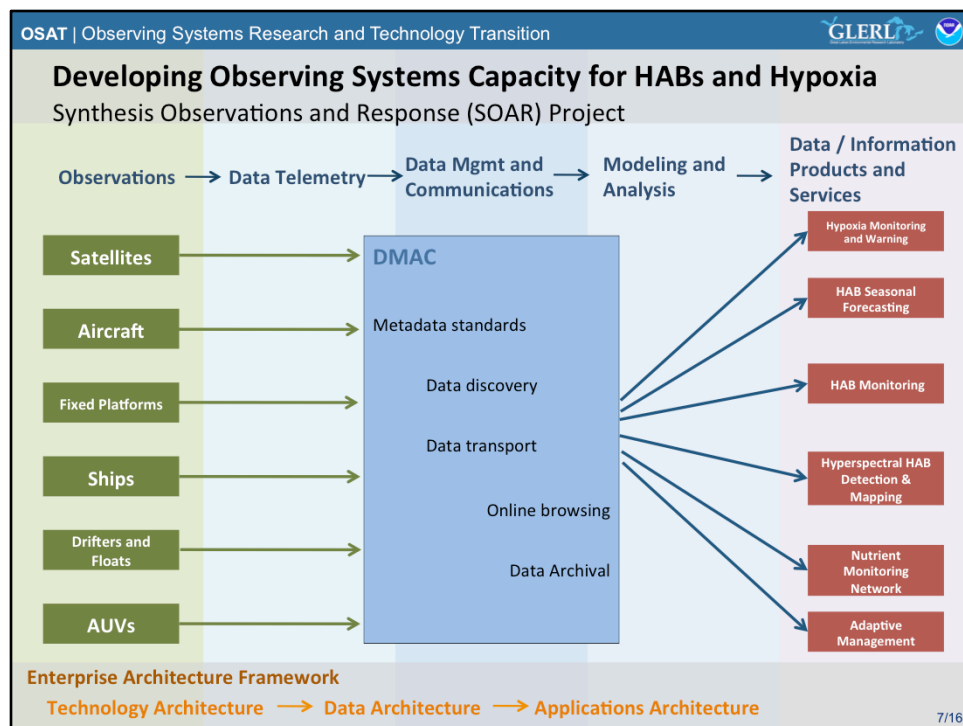 OSAT | Observing Systems Research and Technology Transition
GLERL
Developing Observing Systems Capacity for HABs and Hypoxia
Synthesis Observations and Response (SOAR) Project
Observations
Data Telemetry
Data Mgmt and
Communications
Modeling and
Analysis
Data / Information
Products and
Services
Satellites
Aircraft
Fixed Platforms
Ships
Drifters and
Floats
AUVs
DMAC
Metadata standards
Data discovery
Data transport
Online browsing
Data Archival
Hypoxia Monitoring
and Warning
HAB Seasonal
Forecasting
HAB Monitoring
Hyperspectral HAB
Detection &
Mapping
Nutrient
Monitoring
Network
Adaptive
Management
Enterprise Architecture Framework
Technology Architecture
Data Architecture
Applications Architecture
7/16